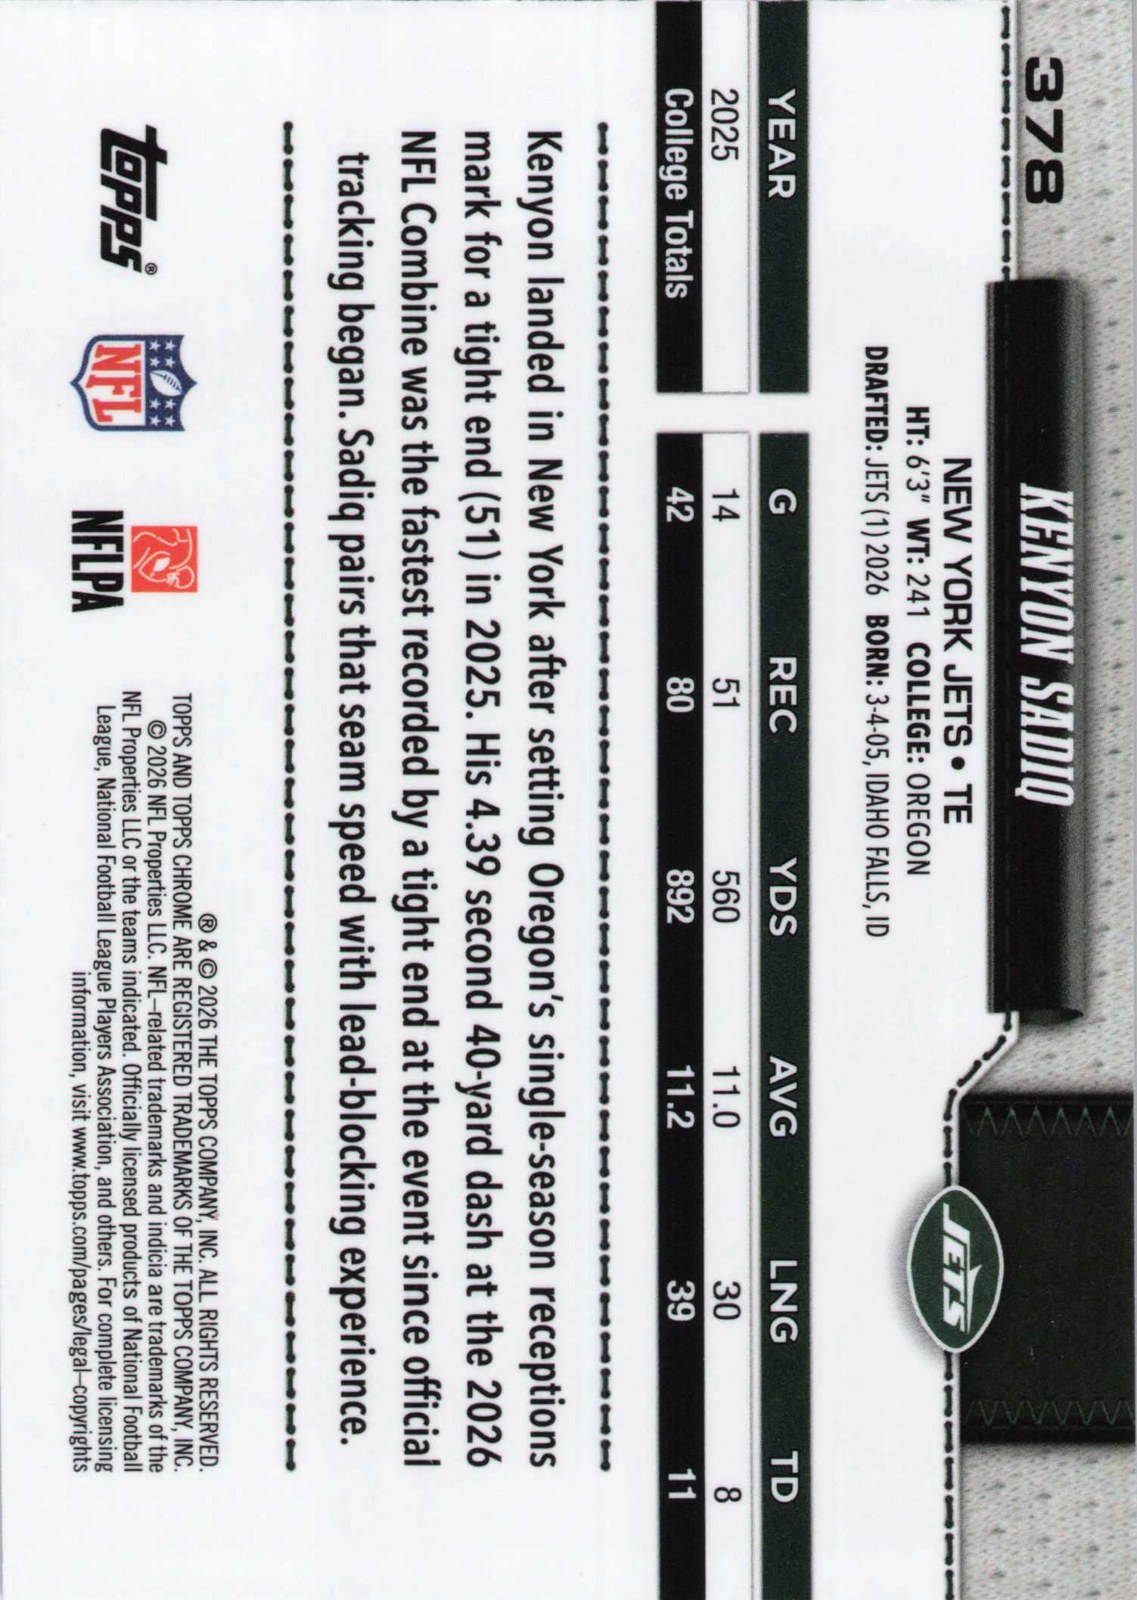 378
KENYON SADIQ
JETS
NEW YORK JETS • TE
HT: 6'3" WT: 241 COLLEGE: OREGON
DRAFTED: JETS (1) 2026 BORN: 3-4-05, IDAHO FALLS, ID
YEAR G REC YDS AVG LNG TD
2025 14 51 560 11.0 30 8
College Totals 42 80 892 11.2 39 11
Kenyon landed in New York after setting Oregon's single-season receptions
mark for a tight end (51) in 2025. His 4.39 second 40-yard dash at the 2026
NFL Combine was the fastest recorded by a tight end at the event since official
tracking began. Sadiq pairs that seam speed with lead-blocking experience.
topps®
NFL
NFLPA
® & © 2026 THE TOPPS COMPANY, INC. ALL RIGHTS RESERVED.
TOPPS AND TOPPS CHROME ARE REGISTERED TRADEMARKS OF THE TOPPS COMPANY, INC.
© 2026 NFL Properties LLC. NFL-related trademarks and indicia are trademarks of the
NFL Properties LLC or the teams indicated. Officially licensed products of National Football
League, National Football League Players Association, and others. For complete licensing
information, visit www.topps.com/pages/legal-copyrights